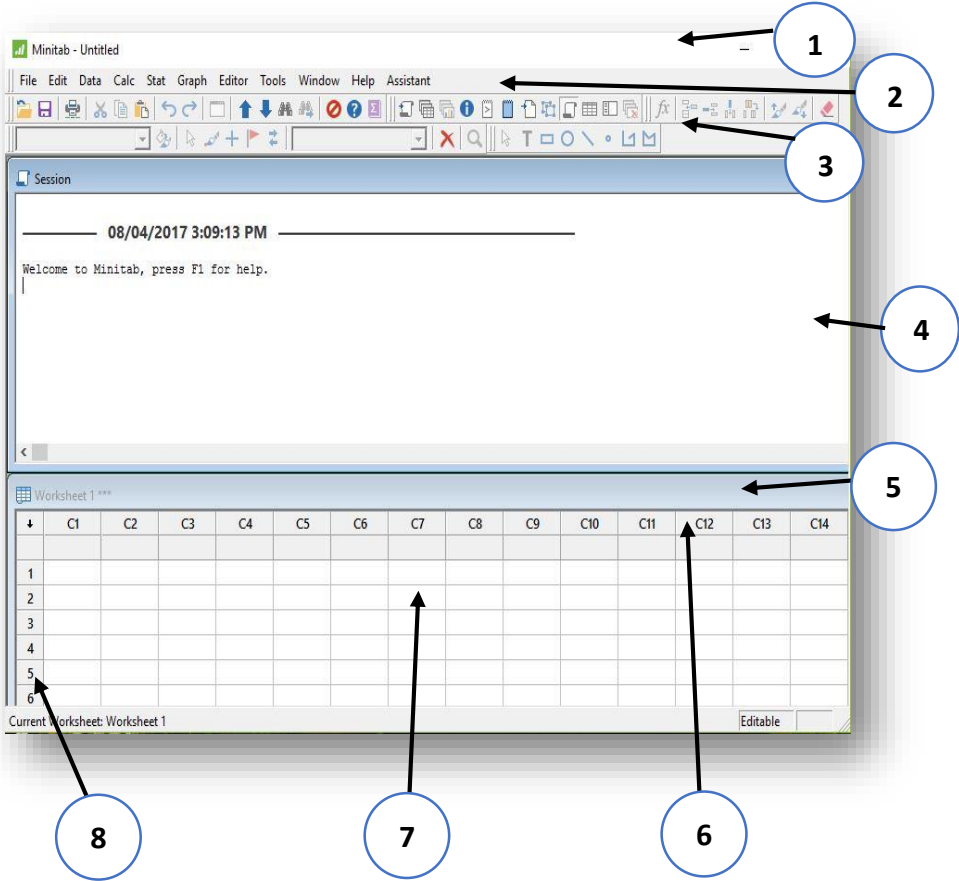 Minitab - Untitled
1
File Edit Data Calc Stat Graph Editor Tools Window Help Assistant
2
fx
3
T
Session
08/04/2017 3:09:13 PM
Welcome to Minitab, press F1 for help.
4
5
Worksheet 1 ***
C1 C2 C3 C4 C5 C6 C7 C8 C9 C10 C11 C12 C13 C14
1
2
3
4
5
6
Current Worksheet: Worksheet 1 Editable
8 7 6